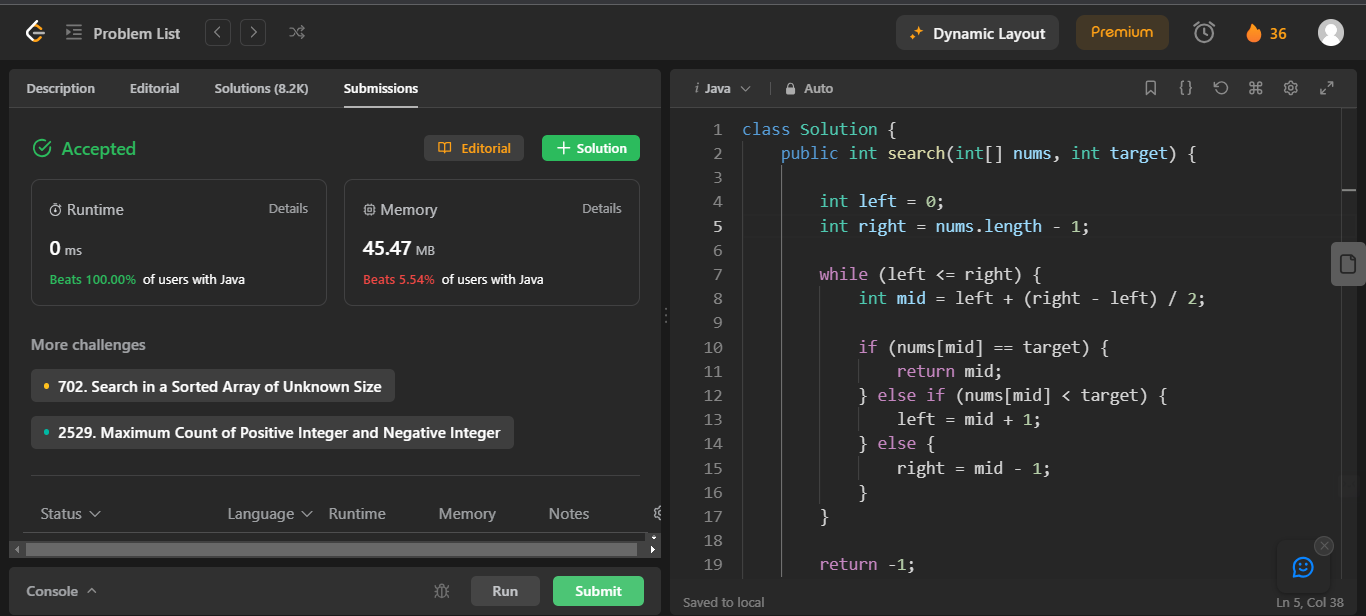 Problem List
Dynamic Layout
Premium
36
Description
Editorial
Solutions (8.2K)
Submissions
Accepted
Editorial
Solution
Runtime
Details
0 ms
Beats 100.00% of users with Java
Memory
Details
45.47 MB
Beats 5.54% of users with Java
More challenges
702. Search in a Sorted Array of Unknown Size
2529. Maximum Count of Positive Integer and Negative Integer
Status
Language
Runtime
Memory
Notes
Console
Run
Submit
i Java
Auto
1 class Solution {
2     public int search(int[] nums, int target) {
3
4         int left = 0;
5         int right = nums.length - 1;
6
7         while (left <= right) {
8             int mid = left + (right - left) / 2;
9
10             if (nums[mid] == target) {
11                 return mid;
12             } else if (nums[mid] < target) {
13                 left = mid + 1;
14             } else {
15                 right = mid - 1;
16             }
17         }
18
19         return -1;
Saved to local
Ln 5, Col 38